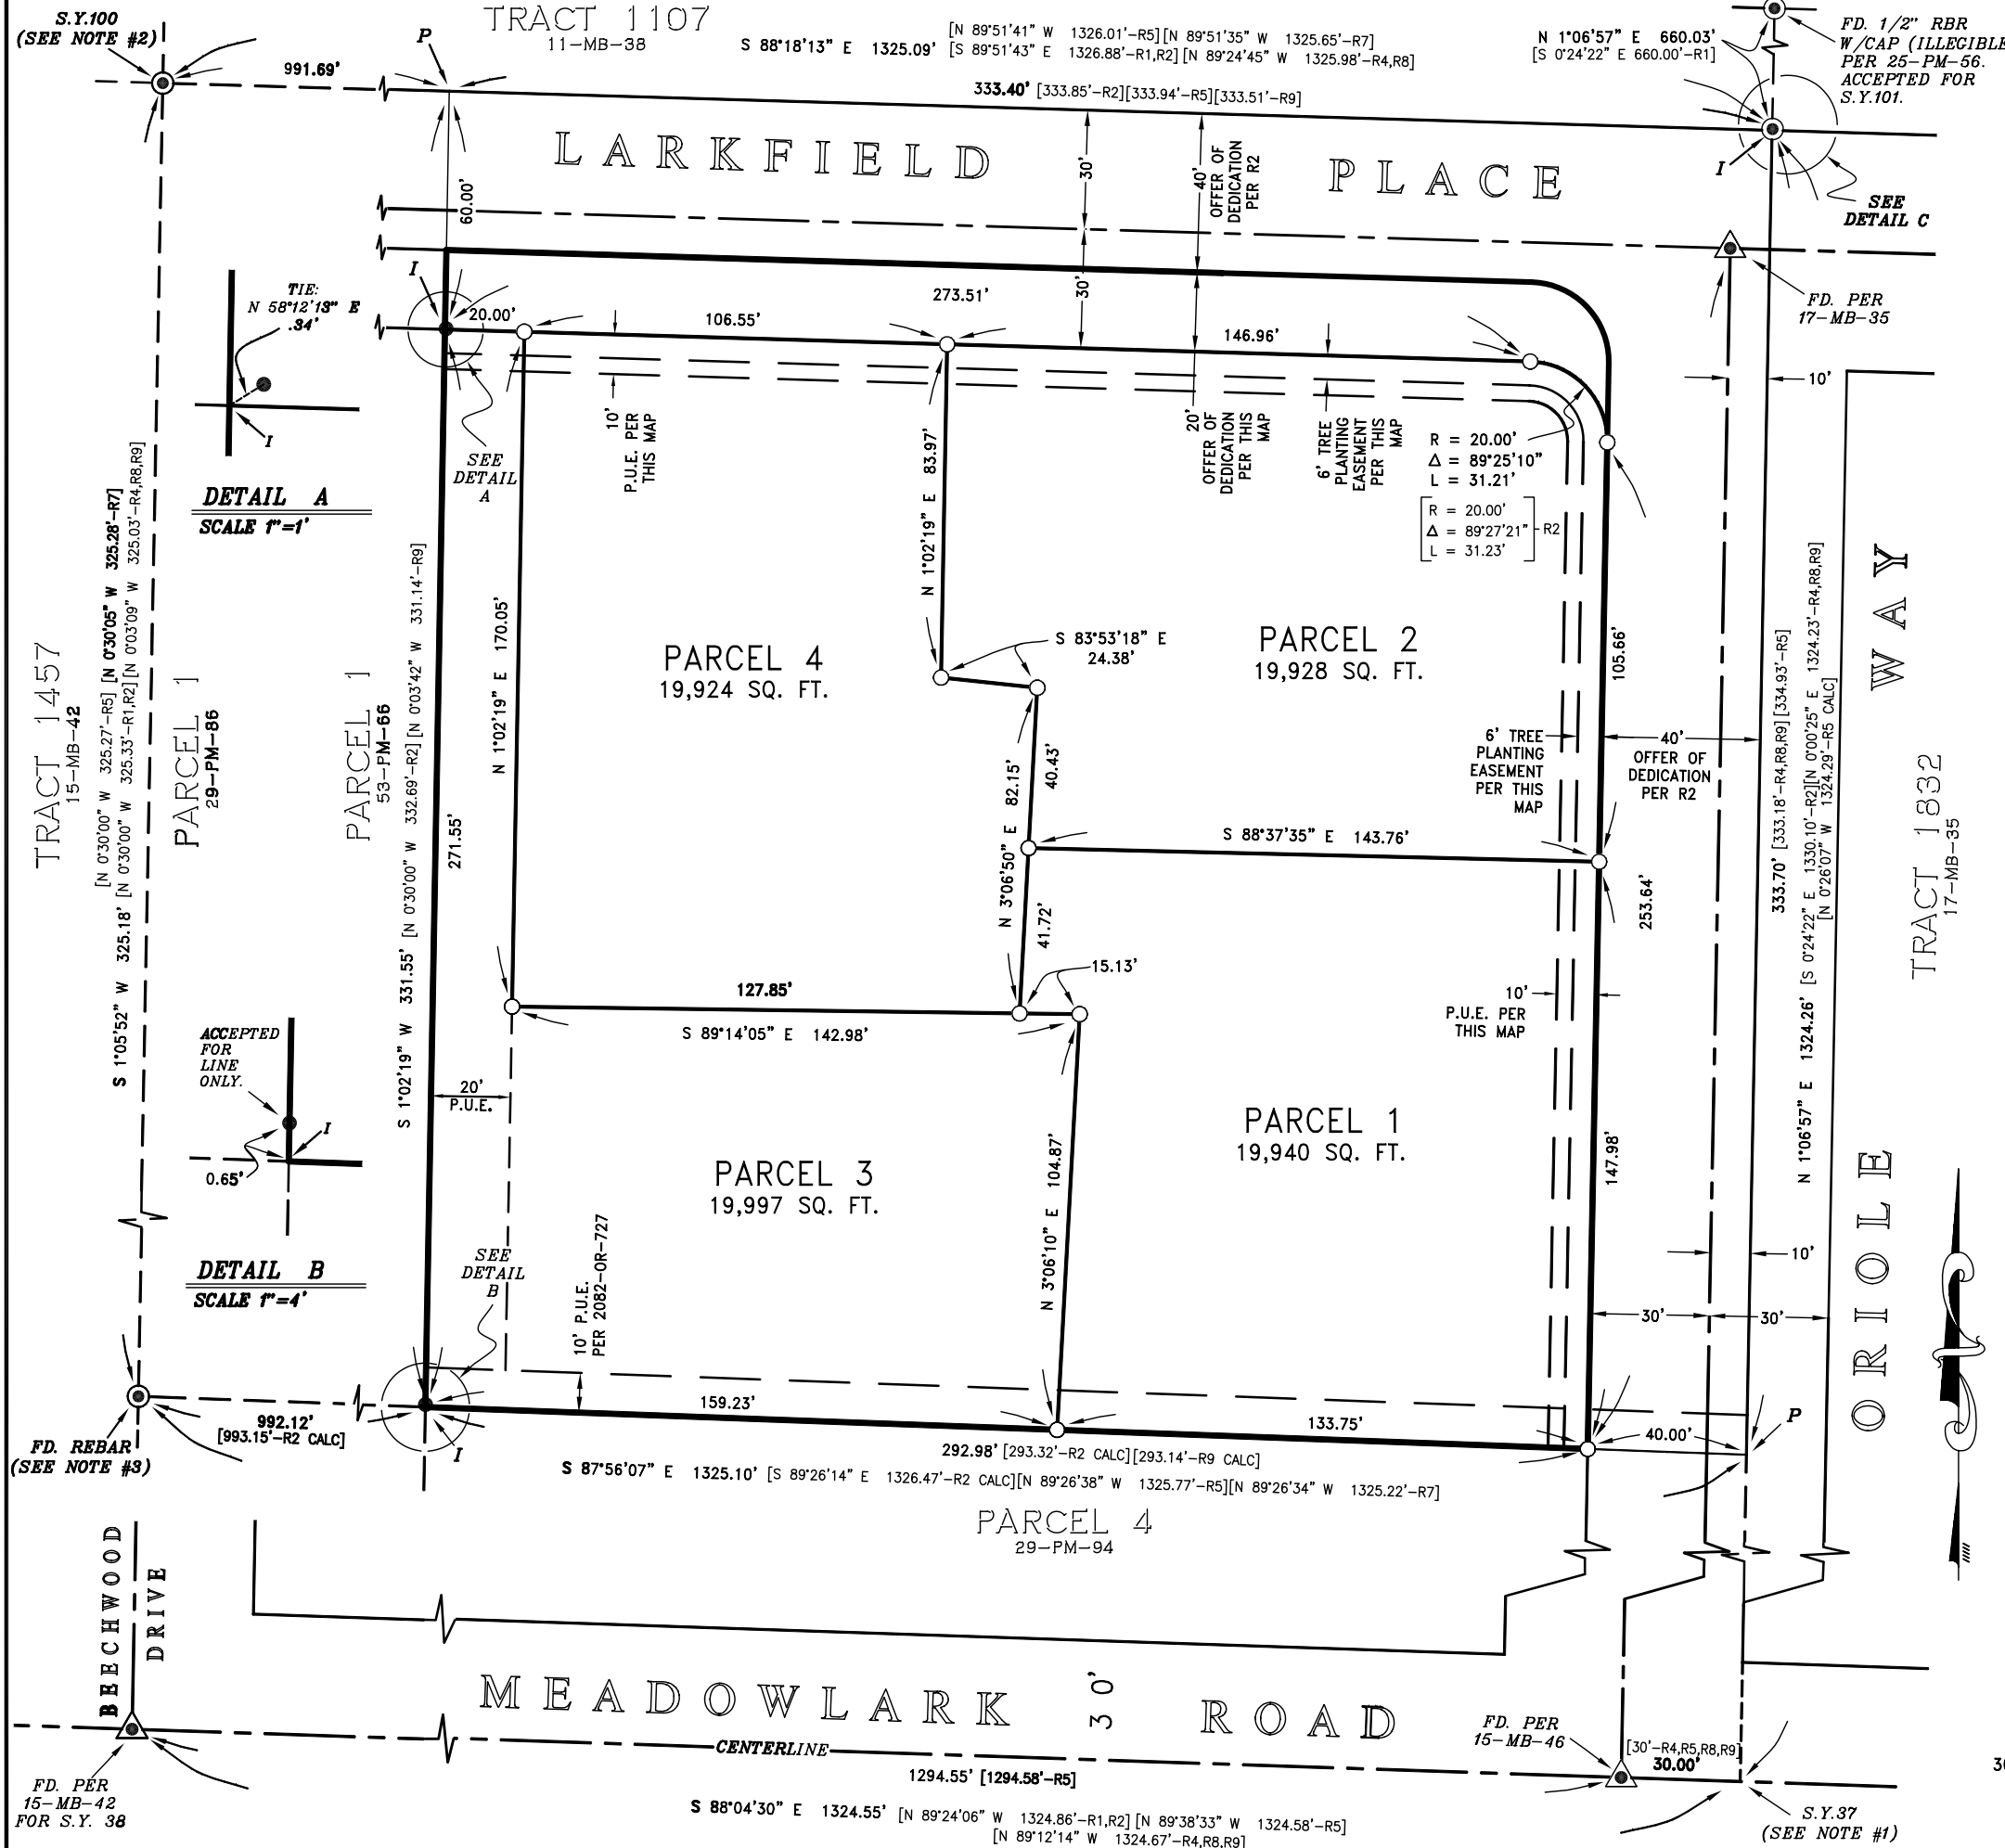 TRACT 1107
11-MB-38
S.Y.100
(SEE NOTE #2)
P
991.69'
S 88°18'13" E 1325.09'
[N 89°51'41" W 1326.01'-R5][N 89°51'35" W 1325.65'-R7]
[S 89°51'43" E 1326.88'-R1,R2][N 89°24'45" W 1325.98'-R4,R8]
333.40' [333.85'-R2][333.94'-R5][333.51'-R9]
N 1°06'57" E 660.03'
[S 0°24'22" E 660.00'-R1]
FD. 1/2" RBR
W/CAP (ILLEGIBLE
PER 25-PM-56.
ACCEPTED FOR
S.Y.101.
LARKFIELD PLACE
60.00'
30'
40'
OFFER OF
DEDICATION
PER R2
I
SEE
DETAIL C
30'
FD. PER
17-MB-35
TIE:
N 58°12'13" E
.34'
I
DETAIL A
SCALE 1"=1'
I
20.00'
106.55'
273.51'
146.96'
SEE
DETAIL
A
10'
P.U.E. PER
THIS MAP
N 1°02'19" E 83.97'
20'
OFFER OF
DEDICATION
PER THIS
MAP
6' TREE
PLANTING
EASEMENT
PER THIS
MAP
R = 20.00'
Δ = 89°25'10"
L = 31.21'
R = 20.00'
Δ = 89°27'21"
L = 31.23'
R2
10'
TRACT 1457
15-MB-42
[N 0°30'00" W 325.27'-R5] [N 0°30'05" W 325.28'-R7]
S 1°05'52" W 325.18' [N 0°30'00" W 325.33'-R1,R2][N 0°03'09" W 325.03'-R4,R8,R9]
PARCEL 1
29-PM-86
PARCEL 1
53-PM-66
S 1°02'19" W 331.55' [N 0°30'00" W 332.69'-R2][N 0°03'42" W 331.14'-R9]
271.55'
N 1°02'19" E 170.05'
PARCEL 4
19,924 SQ. FT.
S 83°53'18" E
24.38'
PARCEL 2
19,928 SQ. FT.
N 3°06'50" E 82.15'
40.43'
41.72'
S 88°37'35" E 143.76'
6' TREE
PLANTING
EASEMENT
PER THIS
MAP
105.66'
40'
OFFER OF
DEDICATION
PER R2
253.64'
333.70' [333.18'-R4,R8,R9][334.93'-R5]
N 1°06'57" E 1324.26' [S 0°24'22" E 1330.10'-R2][N 0°00'25" E 1324.23'-R4,R8,R9]
[N 0°26'07" W 1324.29'-R5 CALC]
ORIOLE WAY
TRACT 1832
17-MB-35
127.85'
15.13'
S 89°14'05" E 142.98'
10'
P.U.E. PER
THIS MAP
ACCEPTED
FOR
LINE
ONLY.
I
0.65'
DETAIL B
SCALE 1"=4'
20'
P.U.E.
PARCEL 3
19,997 SQ. FT.
N 3°06'10" E 104.87'
PARCEL 1
19,940 SQ. FT.
147.98'
10'
SEE
DETAIL
B
10' P.U.E.
PER 2082-OR-727
30'
30'
FD. REBAR
(SEE NOTE #3)
992.12'
[993.15'-R2 CALC]
I
159.23'
133.75'
40.00'
P
292.98' [293.32'-R2 CALC][293.14'-R9 CALC]
S 87°56'07" E 1325.10' [S 89°26'14" E 1326.47'-R2 CALC][N 89°26'38" W 1325.77'-R5][N 89°26'34" W 1325.22'-R7]
PARCEL 4
29-PM-94
BEECHWOOD
DRIVE
MEADOWLARK ROAD
30'
CENTERLINE
FD. PER
15-MB-46
[30'-R4,R5,R8,R9]
30.00'
1294.55' [1294.58'-R5]
FD. PER
15-MB-42
FOR S.Y. 38
S 88°04'30" E 1324.55' [N 89°24'06" W 1324.86'-R1,R2][N 89°38'33" W 1324.58'-R5]
[N 89°12'14" W 1324.67'-R4,R8,R9]
S.Y.37
(SEE NOTE #1)